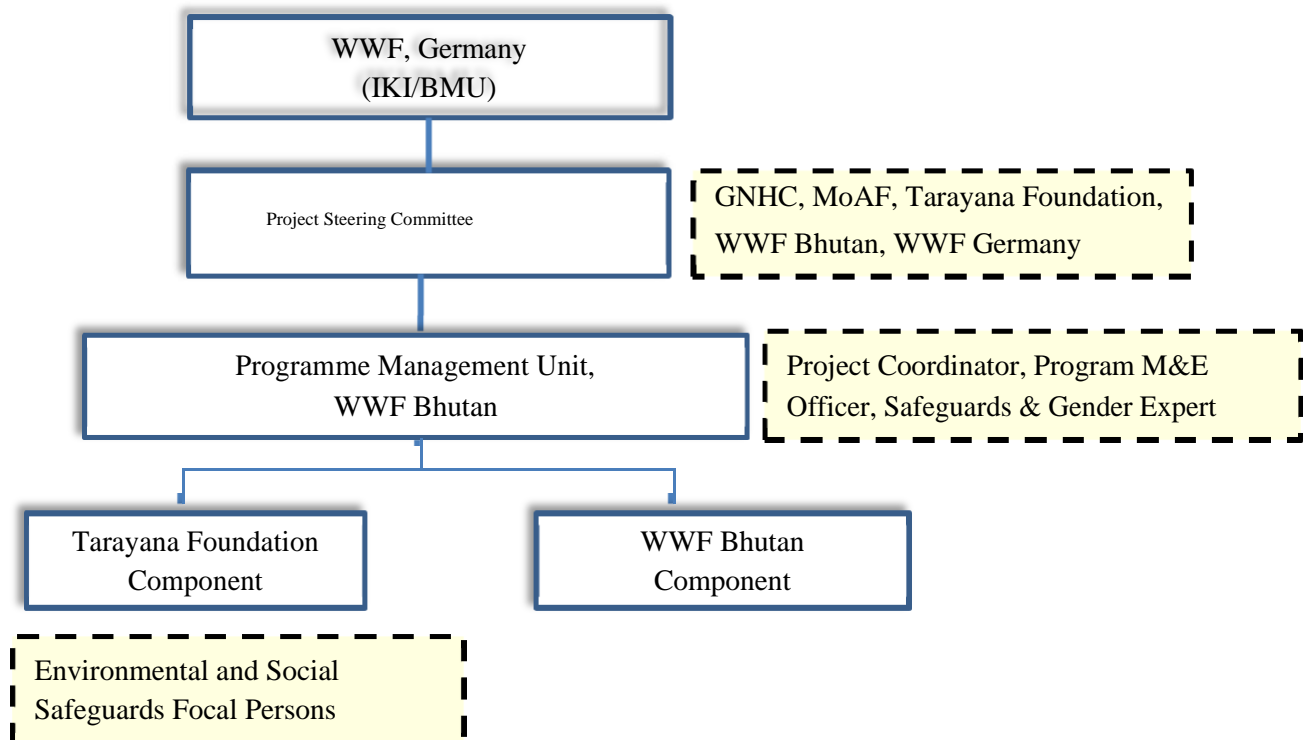 WWF, Germany
(IKI/BMU)
Project Steering Committee
GNHC, MoAF, Tarayana Foundation,
WWF Bhutan, WWF Germany
Programme Management Unit,
WWF Bhutan
Project Coordinator, Program M&E
Officer, Safeguards & Gender Expert
Tarayana Foundation
Component
WWF Bhutan
Component
Environmental and Social
Safeguards Focal Persons